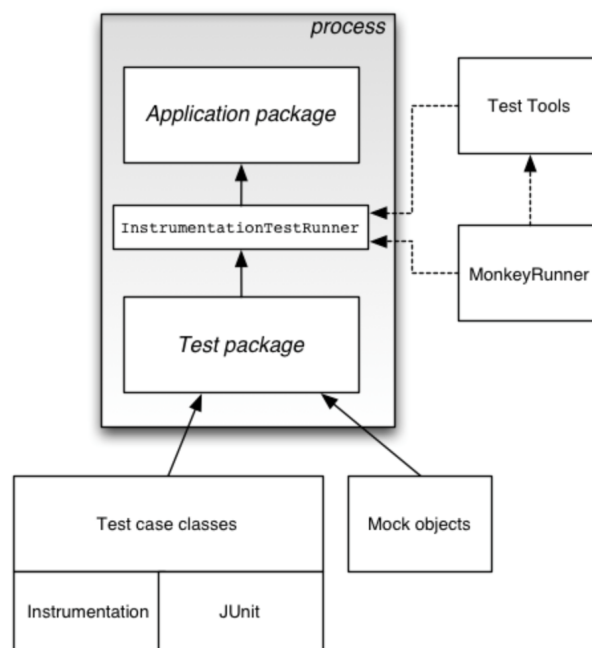 process
Application package
Test Tools
InstrumentationTestRunner
MonkeyRunner
Test package
Test case classes
Mock objects
Instrumentation
JUnit